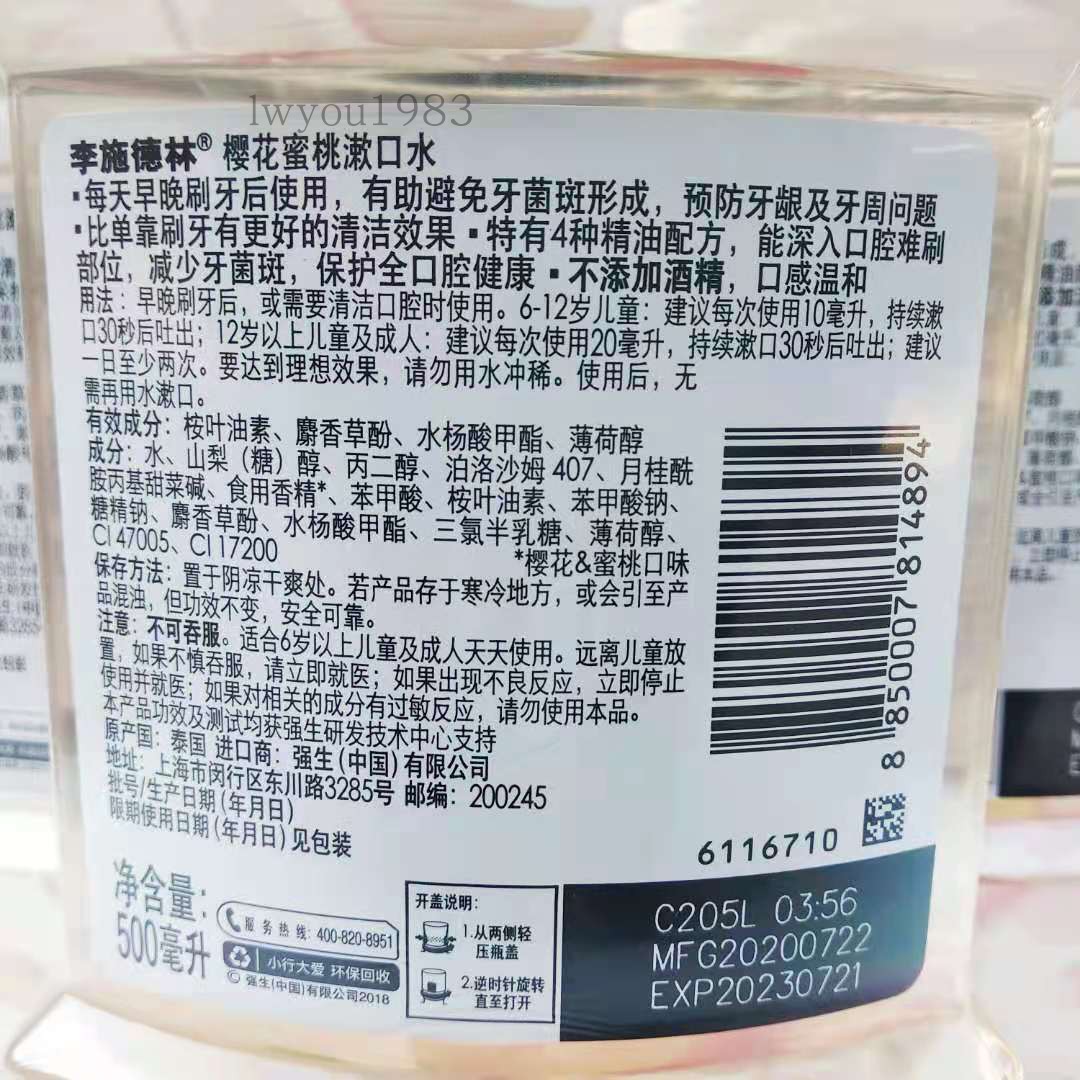 lwyou1983
李施德林® 樱花蜜桃漱口水
▪每天早晚刷牙后使用，有助避免牙菌斑形成，预防牙龈及牙周问题
▪比单靠刷牙有更好的清洁效果▪特有4种精油配方，能深入口腔难刷
部位，减少牙菌斑，保护全口腔健康▪不添加酒精，口感温和
用法：早晚刷牙后，或需要清洁口腔时使用。6-12岁儿童：建议每次使用10毫升，持续漱
口30秒后吐出；12岁以上儿童及成人：建议每次使用20毫升，持续漱口30秒后吐出；建议
一日至少两次。要达到理想效果，请勿用水冲稀。使用后，无
需再用水漱口。
有效成分：桉叶油素、麝香草酚、水杨酸甲酯、薄荷醇
成分：水、山梨（糖）醇、丙二醇、泊洛沙姆 407、月桂酰
胺丙基甜菜碱、食用香精*、苯甲酸、桉叶油素、苯甲酸钠、
糖精钠、麝香草酚、水杨酸甲酯、三氯半乳糖、薄荷醇、
CI 47005、CI 17200 *樱花&蜜桃口味
保存方法：置于阴凉干爽处。若产品存于寒冷地方，或会引至产
品混浊，但功效不变，安全可靠。
注意：不可吞服。适合6岁以上儿童及成人天天使用。远离儿童放
置，如果不慎吞服，请立即就医；如果出现不良反应，立即停止
使用并就医；如果对相关的成分有过敏反应，请勿使用本品。
本产品功效及测试均获强生研发技术中心支持
原产国：泰国 进口商：强生（中国）有限公司
地址：上海市闵行区东川路3285号 邮编：200245
批号/生产日期（年月日）
限期使用日期（年月日）见包装
8 850007 814894
6116710
净含量：
500毫升
服务热线：400-820-8951
小行大爱 环保回收
© 强生（中国）有限公司2018
开盖说明：
1.从两侧轻
压瓶盖
2.逆时针旋转
直至打开
C205L 03:56
MFG20200722
EXP20230721